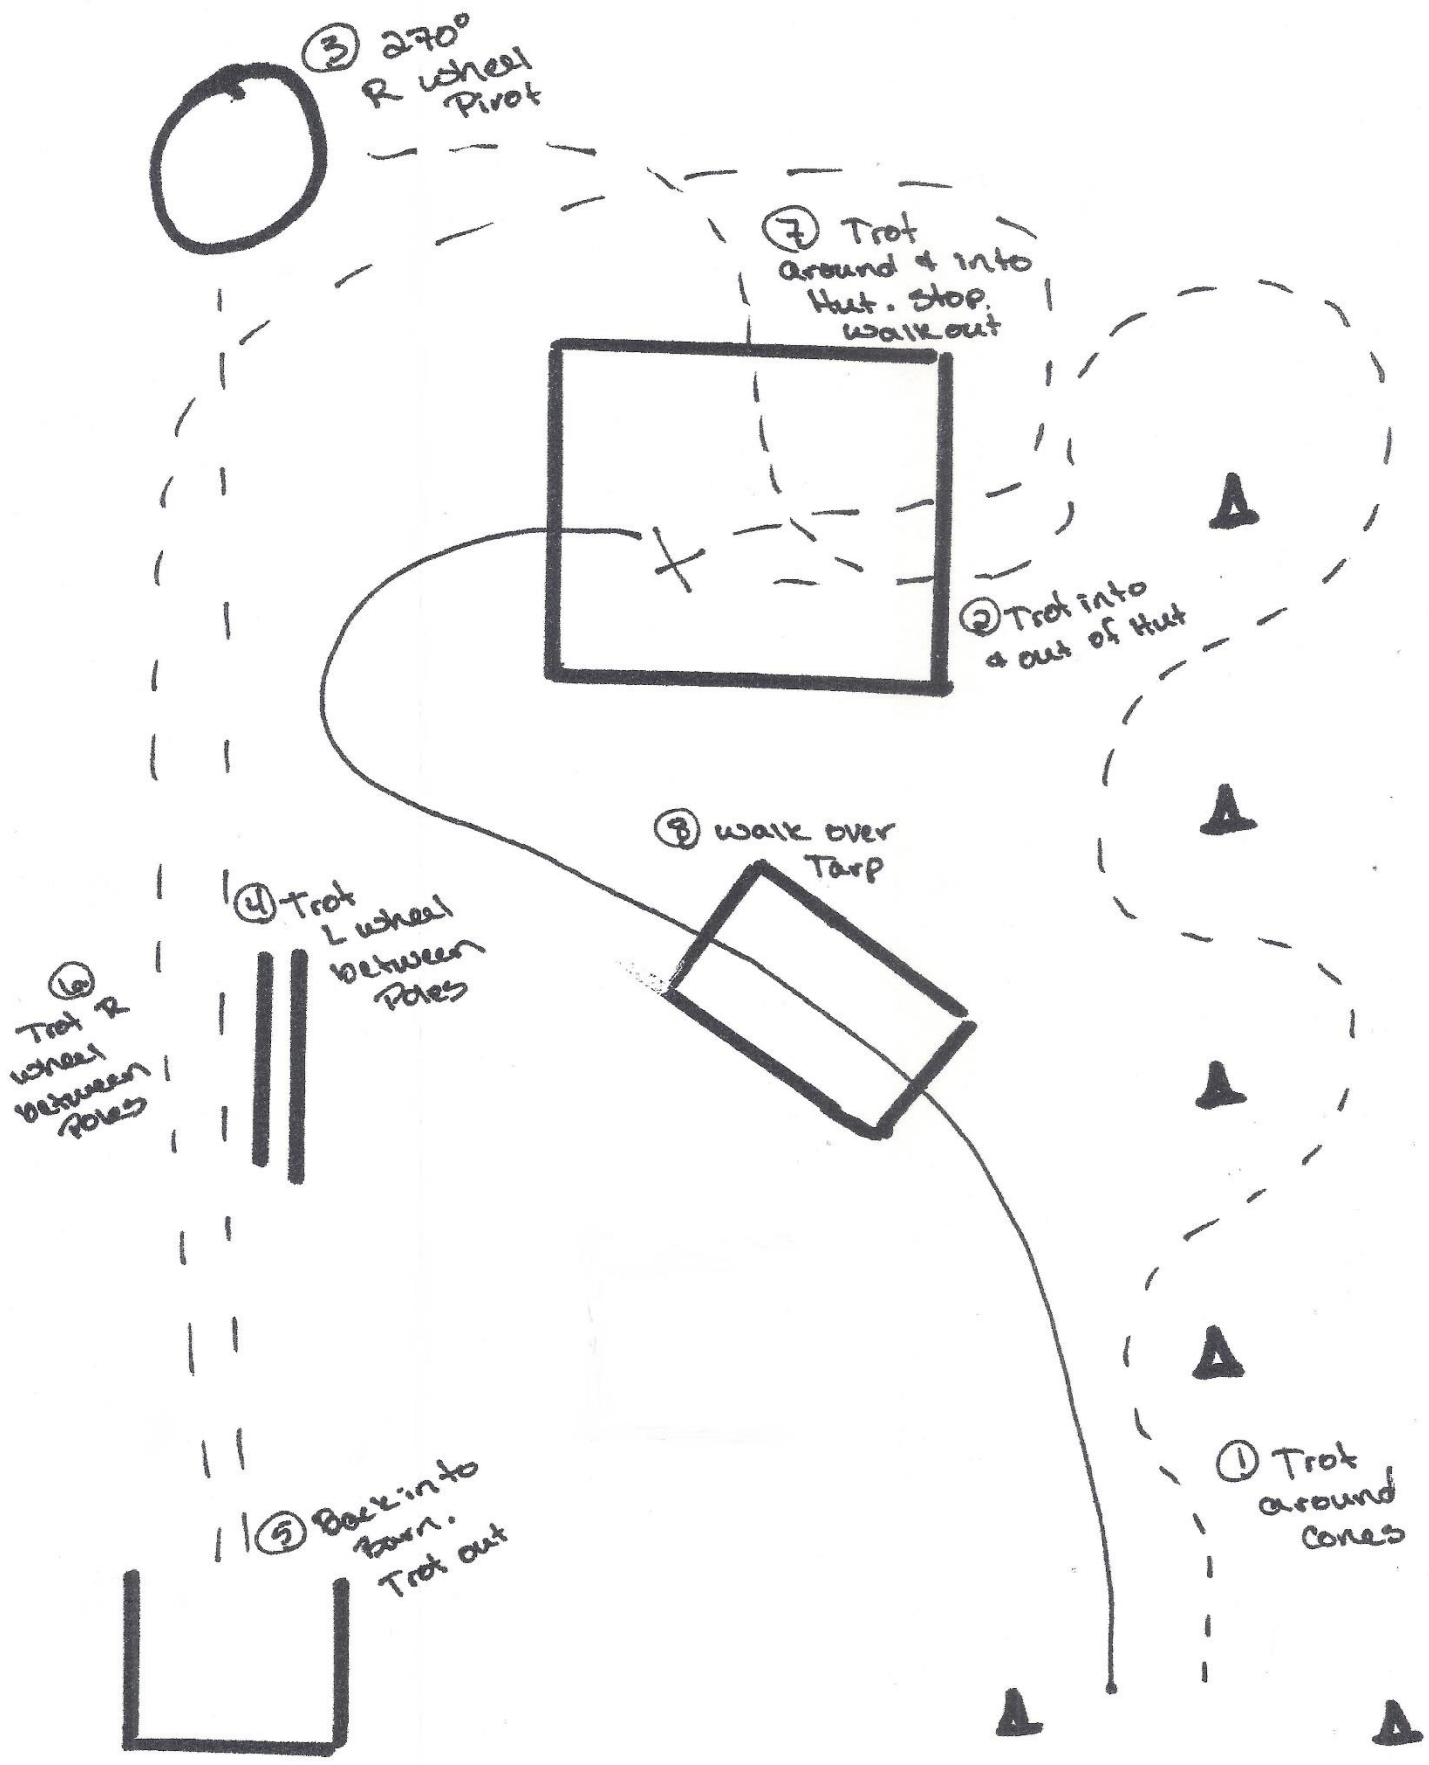 ③ 270°
R wheel
Pivot
⑦ Trot
around & into
Hut. Stop.
walk out
② Trot into
& out of Hut
⑧ walk over
Tarp
④ Trot
L wheel
between
Poles
⑥
Trot R
wheel
between
Poles
① Trot
around
cones
⑤ Back into
Barn.
Trot out